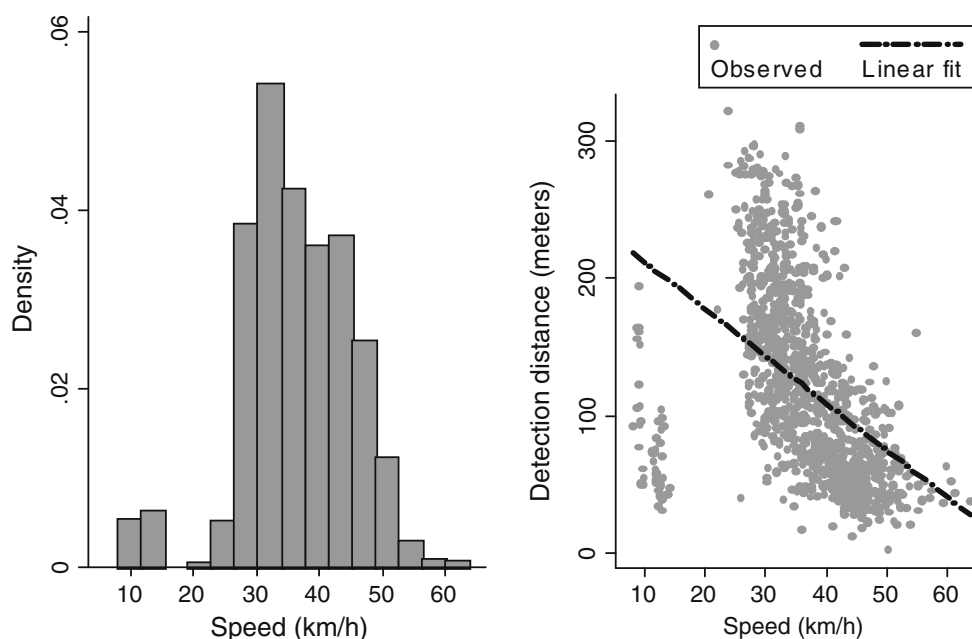 .06
.04
.02
0
Density
10 20 30 40 50 60
Speed (km/h)
Observed Linear fit
300
200
100
0
Detection distance (meters)
10 20 30 40 50 60
Speed (km/h)